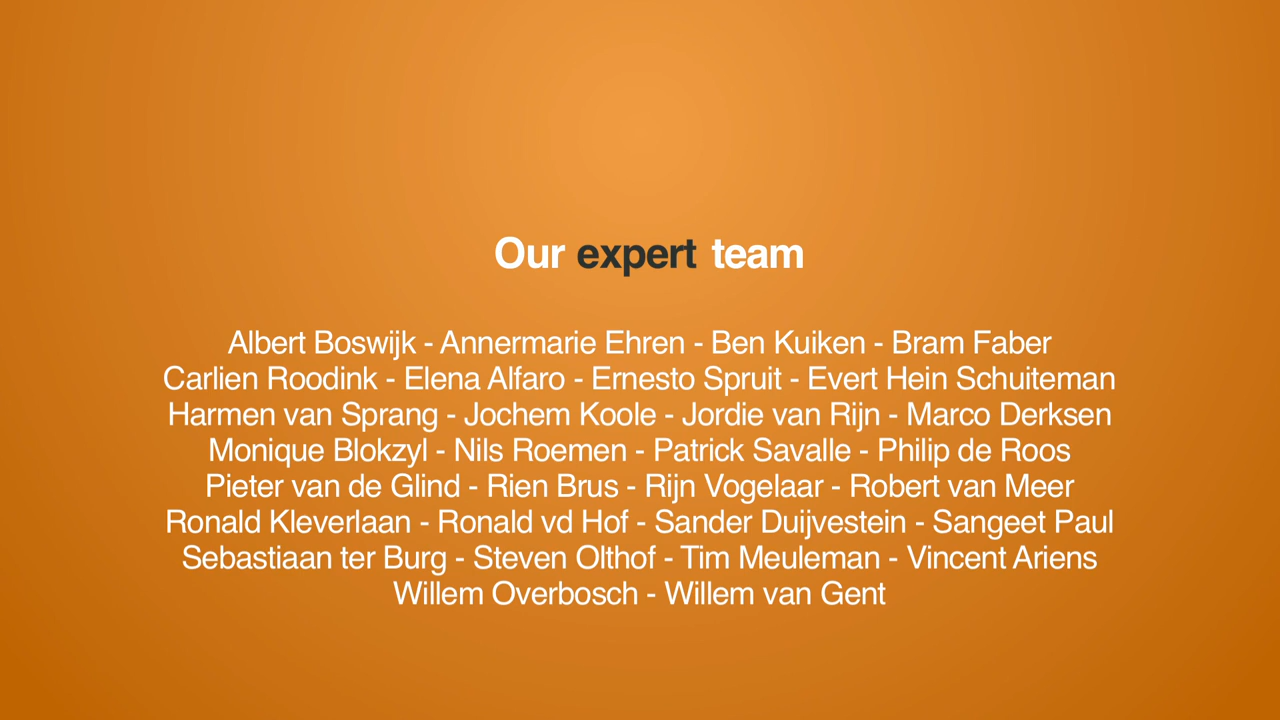 Our expert team
Albert Boswijk - Annermarie Ehren - Ben Kuiken - Bram Faber
Carlien Roodink - Elena Alfaro - Ernesto Spruit - Evert Hein Schuiteman
Harmen van Sprang - Jochem Koole - Jordie van Rijn - Marco Derksen
Monique Blokzyl - Nils Roemen - Patrick Savalle - Philip de Roos
Pieter van de Glind - Rien Brus - Rijn Vogelaar - Robert van Meer
Ronald Kleverlaan - Ronald vd Hof - Sander Duijvestein - Sangeet Paul
Sebastiaan ter Burg - Steven Olthof - Tim Meuleman - Vincent Ariens
Willem Overbosch - Willem van Gent